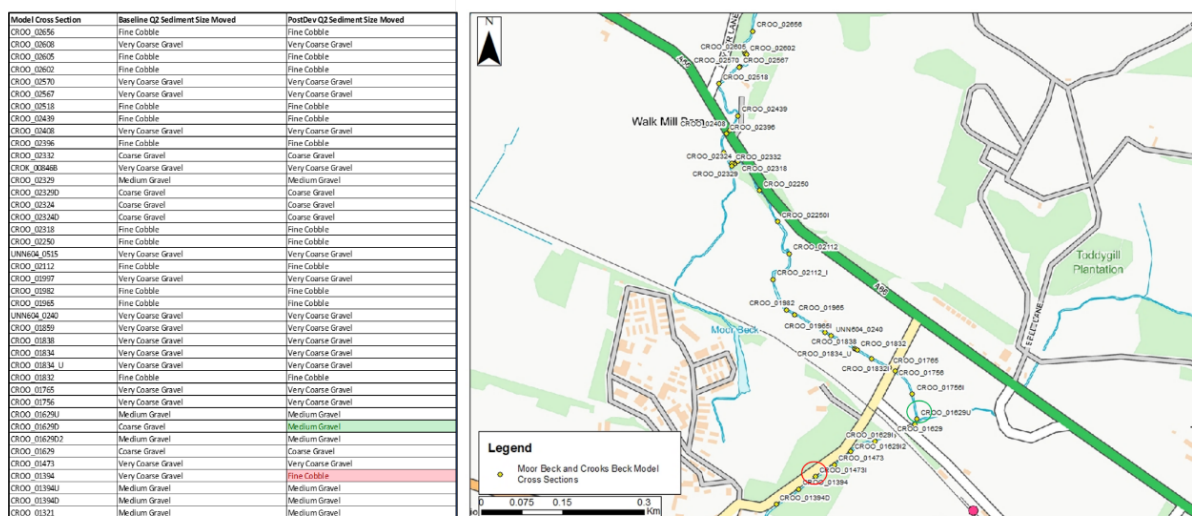 Model Cross Section Baseline Q2 Sediment Size Moved PostDev Q2 Sediment Size Moved
CROO_02656 Fine Cobble Fine Cobble
CROO_02608 Very Coarse Gravel Very Coarse Gravel
CROO_02605 Fine Cobble Fine Cobble
CROO_02602 Fine Cobble Fine Cobble
CROO_02570 Very Coarse Gravel Very Coarse Gravel
CROO_02567 Very Coarse Gravel Very Coarse Gravel
CROO_02518 Fine Cobble Fine Cobble
CROO_02439 Fine Cobble Fine Cobble
CROO_02408 Very Coarse Gravel Very Coarse Gravel
CROO_02396 Fine Cobble Fine Cobble
CROO_02332 Coarse Gravel Coarse Gravel
CROK_00846B Very Coarse Gravel Very Coarse Gravel
CROO_02329 Medium Gravel Medium Gravel
CROO_02329D Coarse Gravel Coarse Gravel
CROO_02324 Coarse Gravel Coarse Gravel
CROO_02324D Coarse Gravel Coarse Gravel
CROO_02318 Fine Cobble Fine Cobble
CROO_02250 Fine Cobble Fine Cobble
UNN604_0515 Very Coarse Gravel Very Coarse Gravel
CROO_02112 Fine Cobble Fine Cobble
CROO_01997 Very Coarse Gravel Very Coarse Gravel
CROO_01982 Fine Cobble Fine Cobble
CROO_01965 Fine Cobble Fine Cobble
UNN604_0240 Very Coarse Gravel Very Coarse Gravel
CROO_01859 Very Coarse Gravel Very Coarse Gravel
CROO_01838 Very Coarse Gravel Very Coarse Gravel
CROO_01834 Very Coarse Gravel Very Coarse Gravel
CROO_01834_U Very Coarse Gravel Very Coarse Gravel
CROO_01832 Fine Cobble Fine Cobble
CROO_01765 Very Coarse Gravel Very Coarse Gravel
CROO_01756 Very Coarse Gravel Very Coarse Gravel
CROO_01629U Medium Gravel Medium Gravel
CROO_01629D Coarse Gravel Medium Gravel
CROO_01629D2 Medium Gravel Medium Gravel
CROO_01629 Coarse Gravel Coarse Gravel
CROO_01473 Very Coarse Gravel Very Coarse Gravel
CROO_01394 Very Coarse Gravel Fine Cobble
CROO_01394U Medium Gravel Medium Gravel
CROO_01394D Medium Gravel Medium Gravel
CROO_01321 Medium Gravel Medium Gravel
N
LANE
CROO_02656
CROO_02605 CROO_02602
CROO_02570 CROO_02567
CROO_02518
A66
CROO_02439
Walk Mill
CROO_02408 CROO_02396
CROO_02324 CROO_02332
CROO_02318
CROO_02329
CROO_02250
CROO_02250I
CROO_02112
CROO_02112_I
Toddygill
Plantation
A66
CROO_01982 CROO_01965
Moor Beck
CROO_01965I UNN604_0240
CROO_01838 CROO_01832
CROO_01834_U CROO_01765
CROO_01832I CROO_01756
CROO_01756I
CROO_01629U
CROO_01629
CROO_01473
CROO_01473I
CROO_01394
CROO_01394D
Legend
Moor Beck and Crooks Beck Model
Cross Sections
0 0.075 0.15 0.3
Km